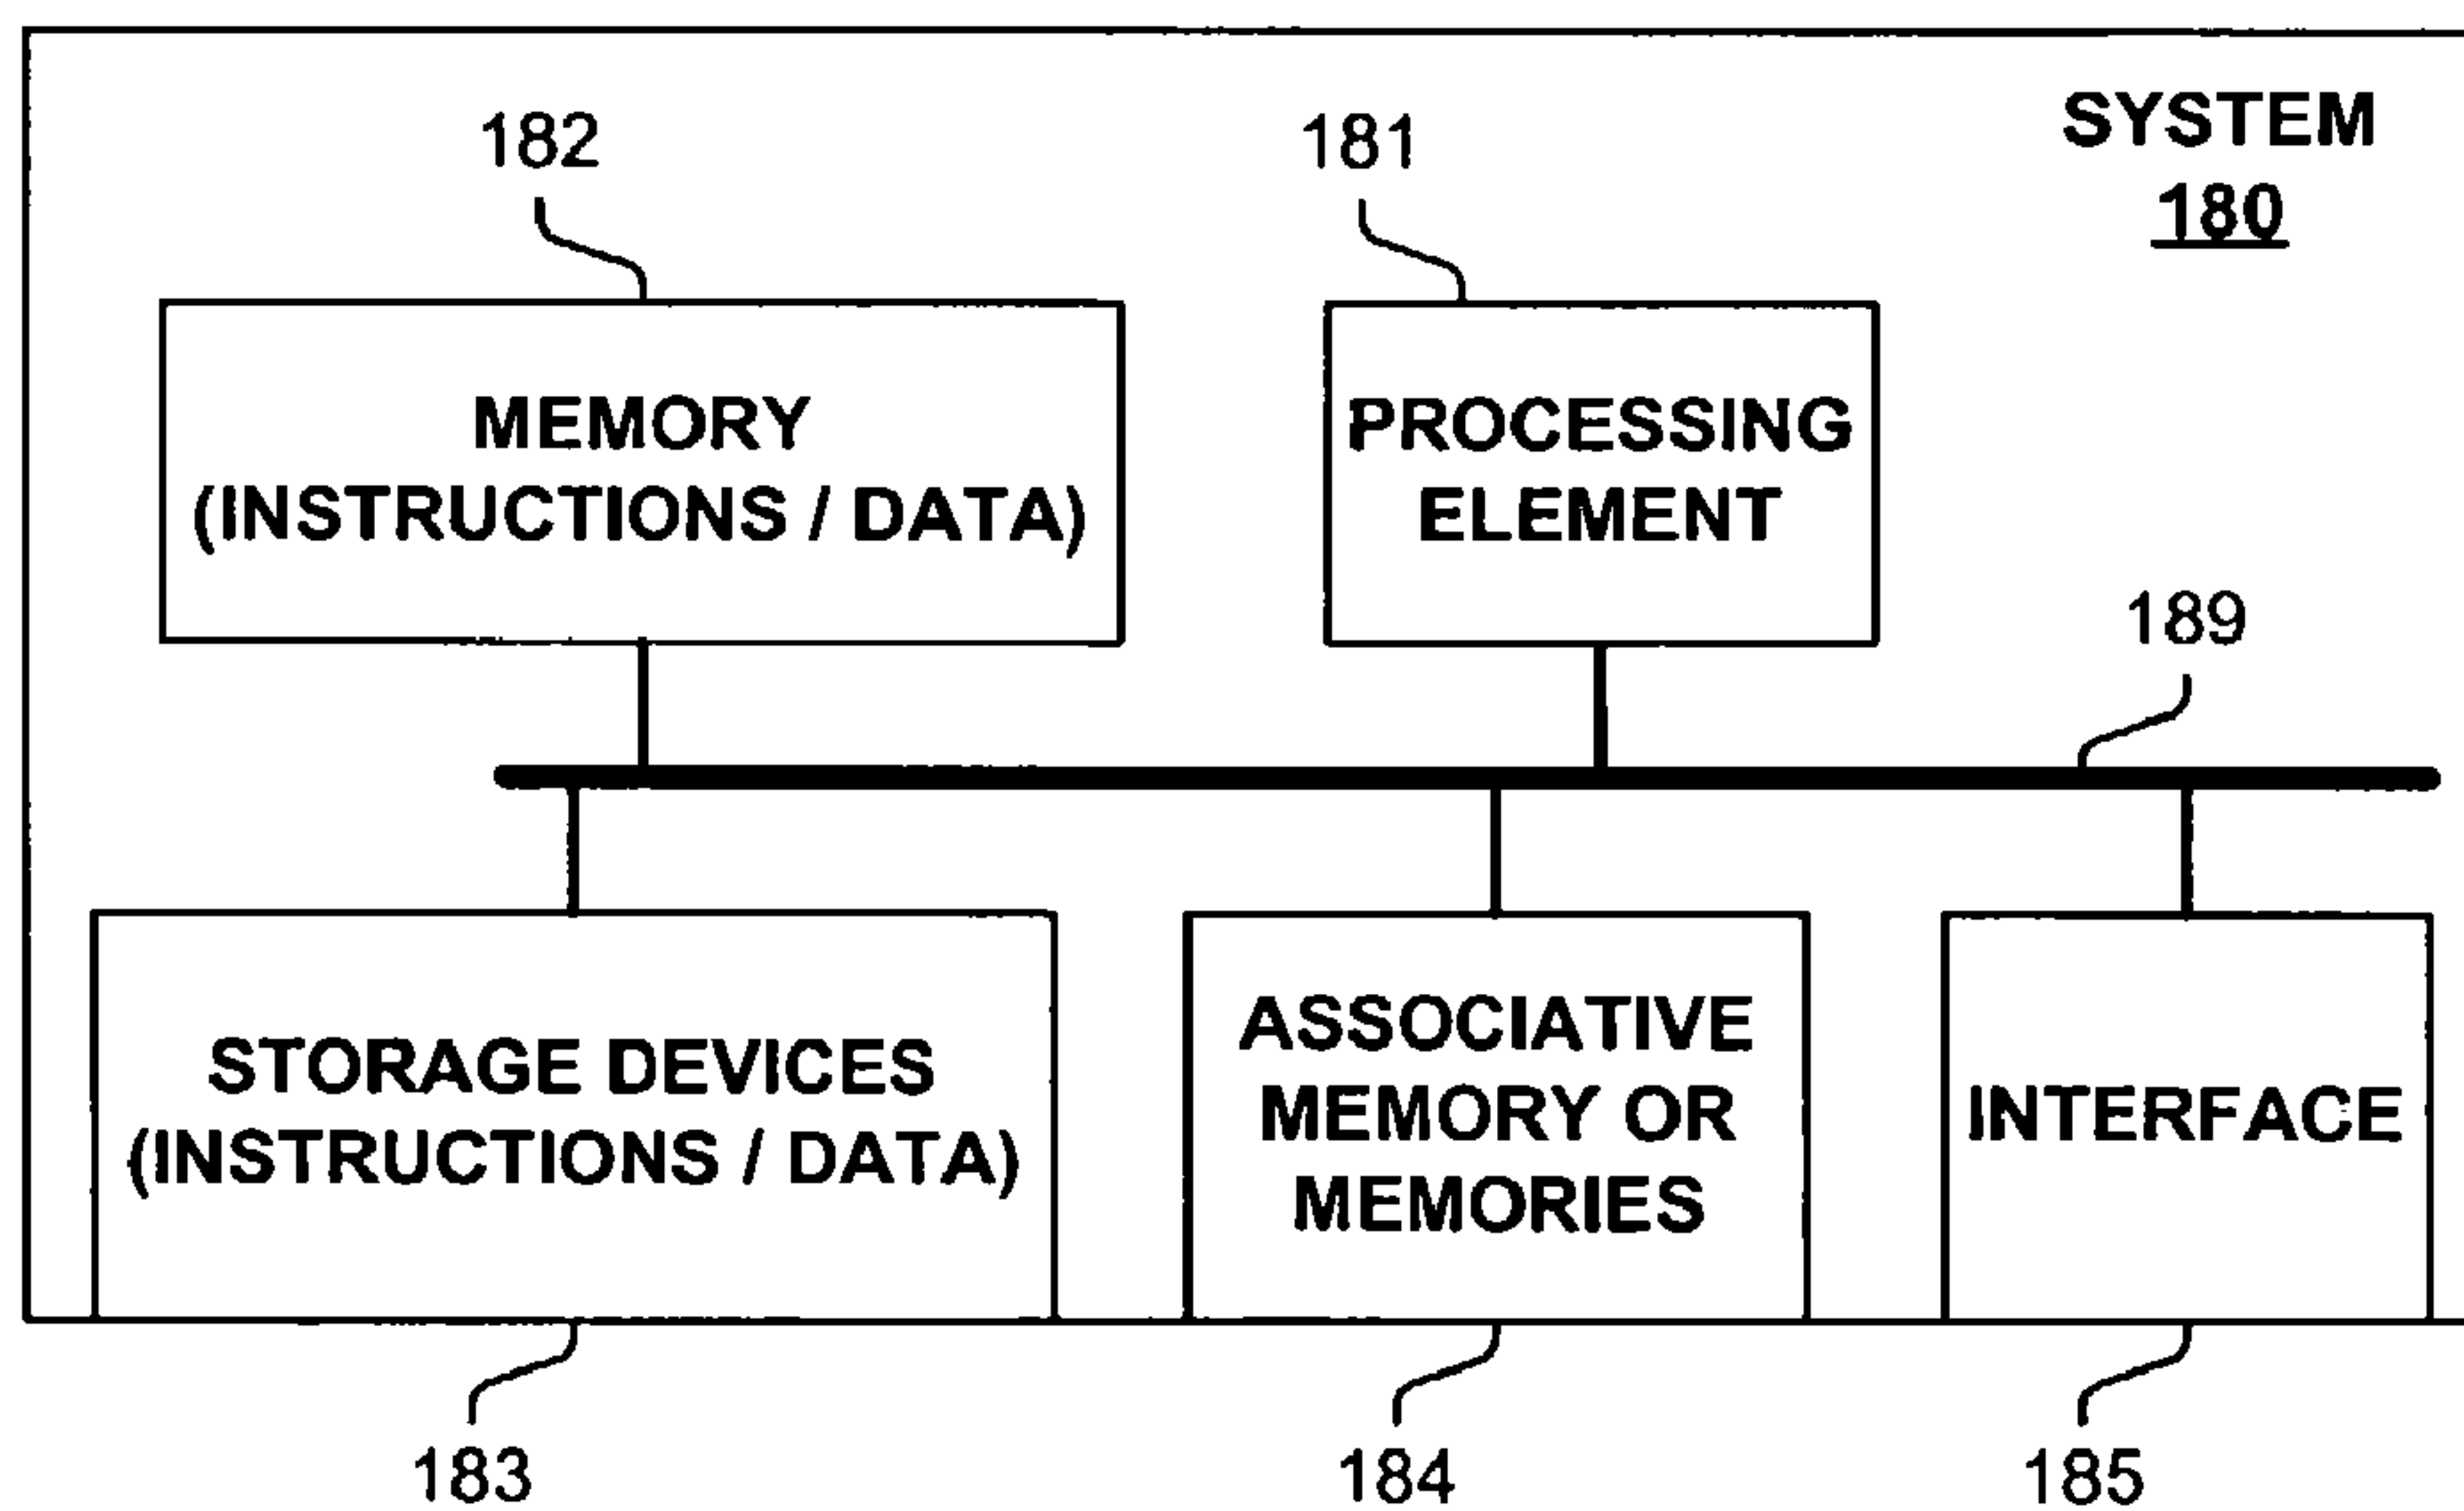 SYSTEM
180
182
181
MEMORY
(INSTRUCTIONS / DATA)
PROCESSING
ELEMENT
189
STORAGE DEVICES
(INSTRUCTIONS / DATA)
ASSOCIATIVE
MEMORY OR
MEMORIES
INTERFACE
183
184
185